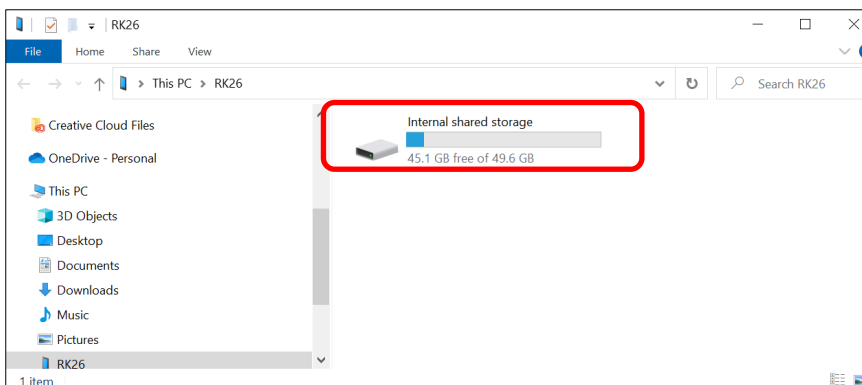 RK26
File Home Share View
This PC > RK26
Search RK26
Creative Cloud Files
OneDrive - Personal
This PC
3D Objects
Desktop
Documents
Downloads
Music
Pictures
RK26
1 item
Internal shared storage
45.1 GB free of 49.6 GB